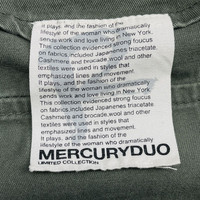 It plays, and the fashion of the
lifestyle of the woman who dramatically
sends work and love living in New York.
This collection evidenced strong foucus
on fabrics, included Japaneses triacetate.
Cashmere and brocade, wool and other
textiles were used in styles that
emphasized lines and movement.
It plays, and the fashion of the
lifestyle of the woman who dramatically
sends work and love living in New York.
This collection evidenced strong foucus
on fabrics, included Japaneses triacetate.
Cashmere and brocade, wool and other
textiles were used in styles that
emphasized lines and movement.
It plays, and the fashion of the
lifestyle of the woman who dramatically
MERCURYDUO
LIMITED COLLECTION